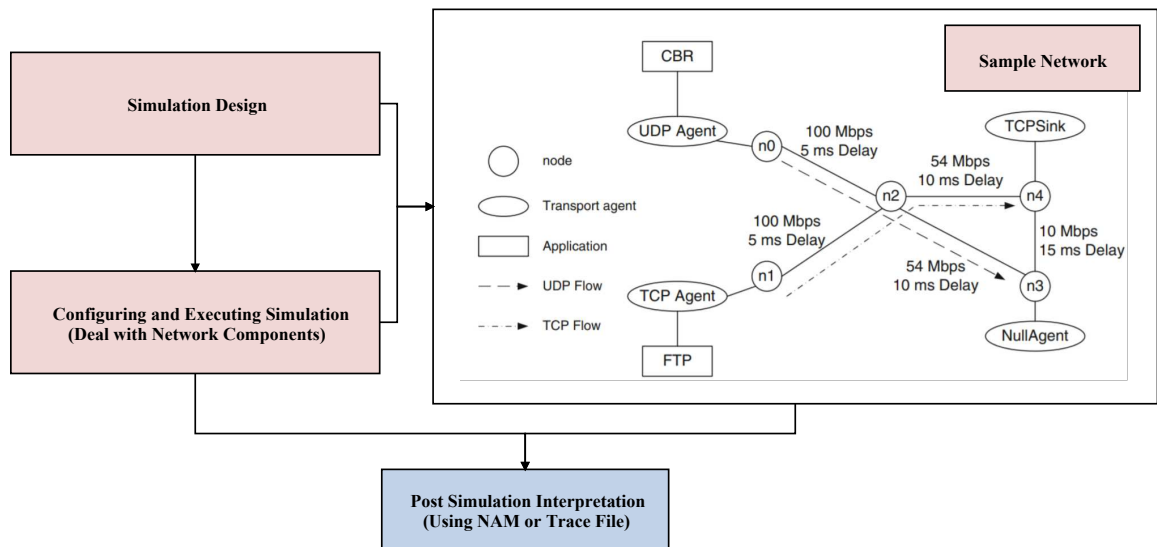 Simulation Design
Configuring and Executing Simulation
(Deal with Network Components)
Sample Network
CBR
UDP Agent
n0
100 Mbps
5 ms Delay
TCPSink
54 Mbps
10 ms Delay
n2
n4
node
Transport agent
Application
UDP Flow
TCP Flow
100 Mbps
5 ms Delay
10 Mbps
15 ms Delay
n1
TCP Agent
54 Mbps
10 ms Delay
n3
NullAgent
FTP
Post Simulation Interpretation
(Using NAM or Trace File)